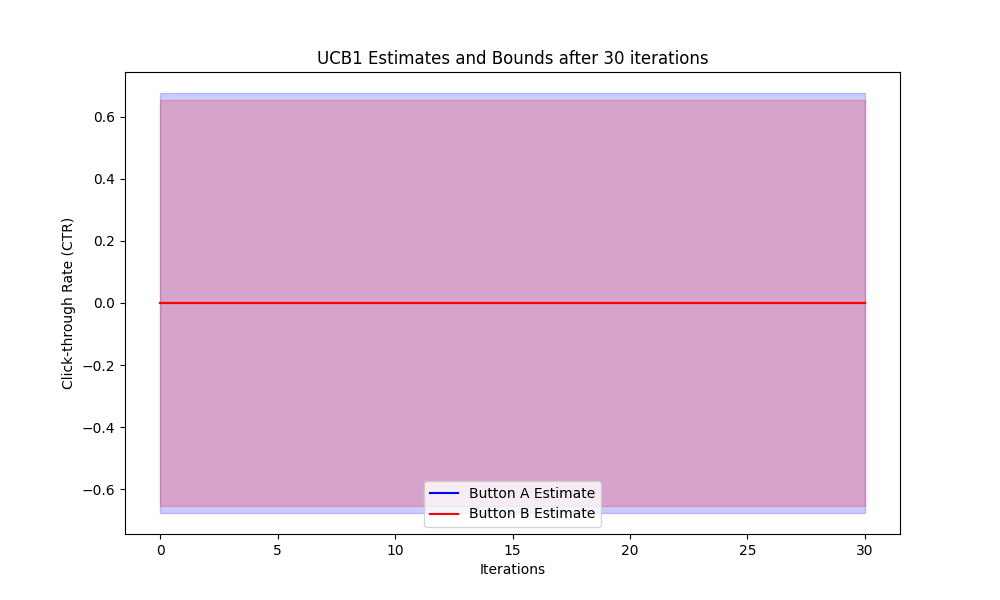 UCB1 Estimates and Bounds after 30 iterations
Click-through Rate (CTR)
0.6
0.4
0.2
0.0
−0.2
−0.4
−0.6
Button A Estimate
Button B Estimate
0 5 10 15 20 25 30
Iterations